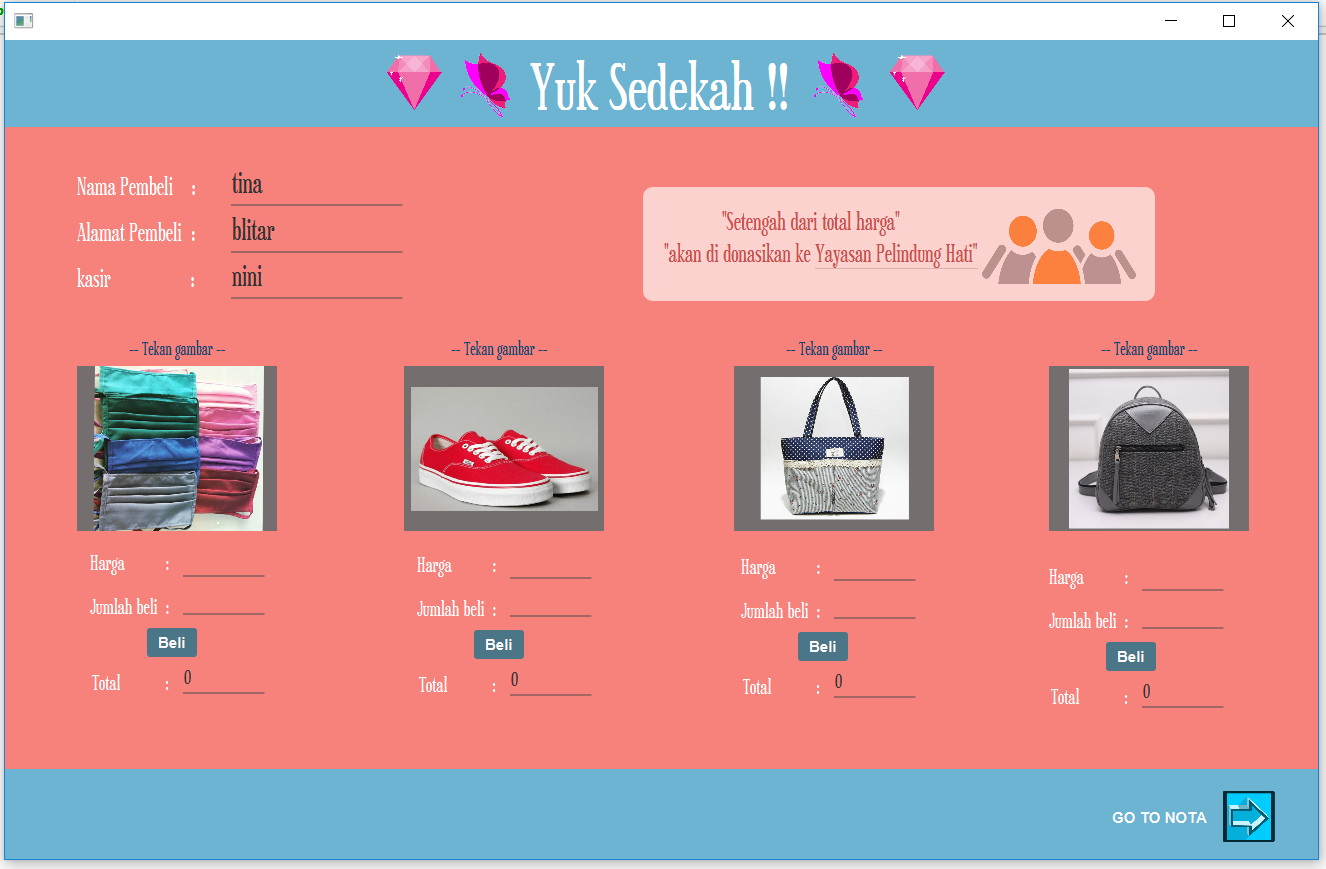 Yuk Sedekah !!
Nama Pembeli : tina
Alamat Pembeli : blitar
kasir : nini
"Setengah dari total harga"
"akan di donasikan ke Yayasan Pelindung Hati"
-- Tekan gambar --
-- Tekan gambar --
-- Tekan gambar --
-- Tekan gambar --
Harga :
Jumlah beli :
Beli
Total : 0
Harga :
Jumlah beli :
Beli
Total : 0
Harga :
Jumlah beli :
Beli
Total : 0
Harga :
Jumlah beli :
Beli
Total : 0
GO TO NOTA